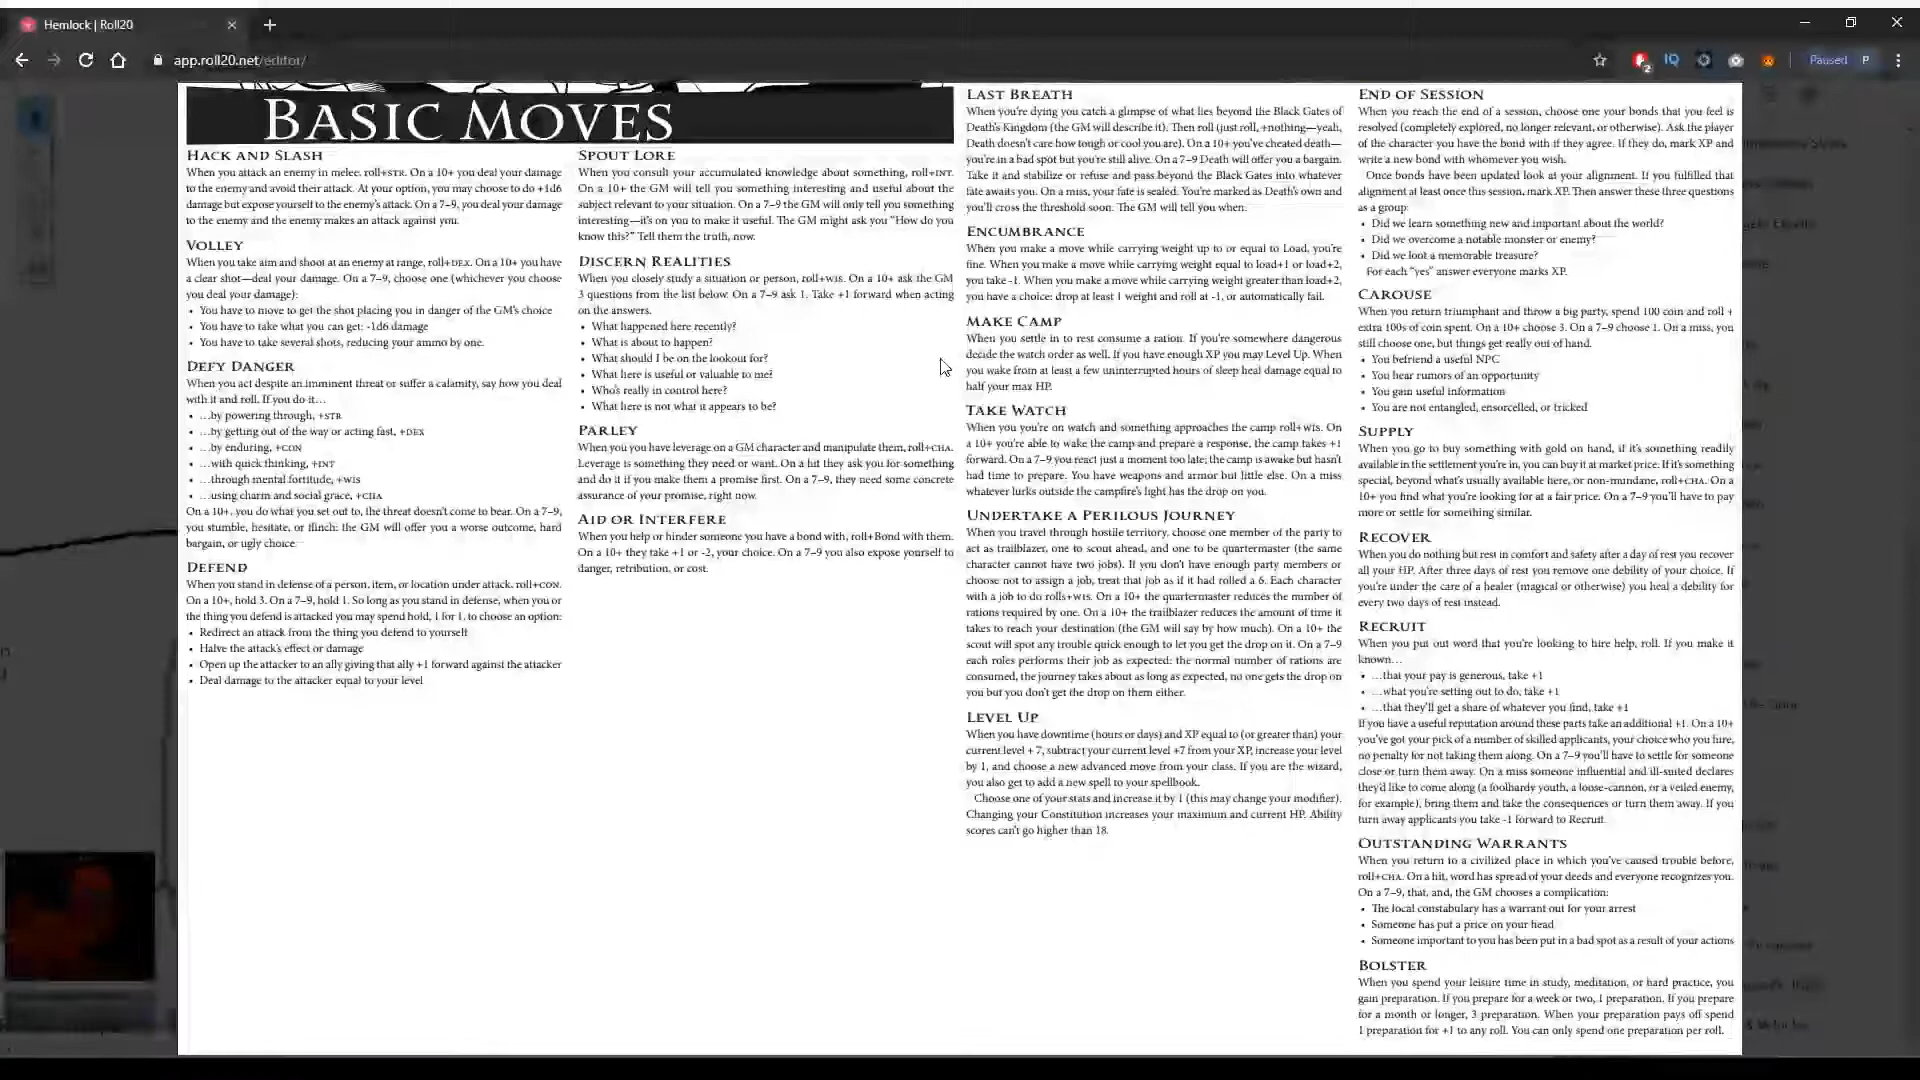 Hemlock | Roll20
app.roll20.net/editor/
2
IQ
Paused
P
BASIC MOVES
HACK AND SLASH
When you attack an enemy in melee, roll+STR. On a 10+ you deal your damage
to the enemy and avoid their attack. At your option, you may choose to do +1d6
damage but expose yourself to the enemy's attack. On a 7–9, you deal your damage
to the enemy and the enemy makes an attack against you.
VOLLEY
When you take aim and shoot at an enemy at range, roll+DEX. On a 10+ you have
a clear shot—deal your damage. On a 7–9, choose one (whichever you choose
you deal your damage):
• You have to move to get the shot placing you in danger of the GM's choice
• You have to take what you can get: -1d6 damage
• You have to take several shots, reducing your ammo by one.
DEFY DANGER
When you act despite an imminent threat or suffer a calamity, say how you deal
with it and roll. If you do it…
• …by powering through, +STR
• …by getting out of the way or acting fast, +DEX
• …by enduring, +CON
• …with quick thinking, +INT
• …through mental fortitude, +WIS
• …using charm and social grace, +CHA
On a 10+, you do what you set out to, the threat doesn't come to bear. On a 7–9,
you stumble, hesitate, or flinch: the GM will offer you a worse outcome, hard
bargain, or ugly choice.
DEFEND
When you stand in defense of a person, item, or location under attack, roll+CON.
On a 10+, hold 3. On a 7–9, hold 1. So long as you stand in defense, when you or
the thing you defend is attacked you may spend hold, 1 for 1, to choose an option:
• Redirect an attack from the thing you defend to yourself
• Halve the attack's effect or damage
• Open up the attacker to an ally giving that ally +1 forward against the attacker
• Deal damage to the attacker equal to your level
SPOUT LORE
When you consult your accumulated knowledge about something, roll+INT.
On a 10+ the GM will tell you something interesting and useful about the
subject relevant to your situation. On a 7–9 the GM will only tell you something
interesting—it's on you to make it useful. The GM might ask you "How do you
know this?" Tell them the truth, now.
DISCERN REALITIES
When you closely study a situation or person, roll+WIS. On a 10+ ask the GM
3 questions from the list below. On a 7–9 ask 1. Take +1 forward when acting
on the answers.
• What happened here recently?
• What is about to happen?
• What should I be on the lookout for?
• What here is useful or valuable to me?
• Who's really in control here?
• What here is not what it appears to be?
PARLEY
When you you have leverage on a GM character and manipulate them, roll+CHA.
Leverage is something they need or want. On a hit they ask you for something
and do it if you make them a promise first. On a 7–9, they need some concrete
assurance of your promise, right now.
AID OR INTERFERE
When you help or hinder someone you have a bond with, roll+Bond with them.
On a 10+ they take +1 or -2, your choice. On a 7–9 you also expose yourself to
danger, retribution, or cost.
LAST BREATH
When you're dying you catch a glimpse of what lies beyond the Black Gates of
Death's Kingdom (the GM will describe it). Then roll (just roll, +nothing—yeah,
Death doesn't care how tough or cool you are). On a 10+ you've cheated death—
you're in a bad spot but you're still alive. On a 7–9 Death will offer you a bargain.
Take it and stabilize or refuse and pass beyond the Black Gates into whatever
fate awaits you. On a miss, your fate is sealed. You're marked as Death's own and
you'll cross the threshold soon. The GM will tell you when.
ENCUMBRANCE
When you make a move while carrying weight up to or equal to Load, you're
fine. When you make a move while carrying weight equal to load+1 or load+2,
you take -1. When you make a move while carrying weight greater than load+2,
you have a choice: drop at least 1 weight and roll at -1, or automatically fail.
MAKE CAMP
When you settle in to rest consume a ration. If you're somewhere dangerous
decide the watch order as well. If you have enough XP you may Level Up. When
you wake from at least a few uninterrupted hours of sleep heal damage equal to
half your max HP.
TAKE WATCH
When you you're on watch and something approaches the camp roll+WIS. On
a 10+ you're able to wake the camp and prepare a response, the camp takes +1
forward. On a 7–9 you react just a moment too late; the camp is awake but hasn't
had time to prepare. You have weapons and armor but little else. On a miss
whatever lurks outside the campfire's light has the drop on you.
UNDERTAKE A PERILOUS JOURNEY
When you travel through hostile territory, choose one member of the party to
act as trailblazer, one to scout ahead, and one to be quartermaster (the same
character cannot have two jobs). If you don't have enough party members or
choose not to assign a job, treat that job as if it had rolled a 6. Each character
with a job to do rolls+WIS. On a 10+ the quartermaster reduces the number of
rations required by one. On a 10+ the trailblazer reduces the amount of time it
takes to reach your destination (the GM will say by how much). On a 10+ the
scout will spot any trouble quick enough to let you get the drop on it. On a 7–9
each roles performs their job as expected: the normal number of rations are
consumed, the journey takes about as long as expected, no one gets the drop on
you but you don't get the drop on them either.
LEVEL UP
When you have downtime (hours or days) and XP equal to (or greater than) your
current level + 7, subtract your current level +7 from your XP, increase your level
by 1, and choose a new advanced move from your class. If you are the wizard,
you also get to add a new spell to your spellbook.
Choose one of your stats and increase it by 1 (this may change your modifier).
Changing your Constitution increases your maximum and current HP. Ability
scores can't go higher than 18.
END OF SESSION
When you reach the end of a session, choose one your bonds that you feel is
resolved (completely explored, no longer relevant, or otherwise). Ask the player
of the character you have the bond with if they agree. If they do, mark XP and
write a new bond with whomever you wish.
Once bonds have been updated look at your alignment. If you fulfilled that
alignment at least once this session, mark XP. Then answer these three questions
as a group:
• Did we learn something new and important about the world?
• Did we overcome a notable monster or enemy?
• Did we loot a memorable treasure?
For each "yes" answer everyone marks XP.
CAROUSE
When you return triumphant and throw a big party, spend 100 coin and roll +
extra 100s of coin spent. On a 10+ choose 3. On a 7–9 choose 1. On a miss, you
still choose one, but things get really out of hand.
• You befriend a useful NPC
• You hear rumors of an opportunity
• You gain useful information
• You are not entangled, ensorcelled, or tricked
SUPPLY
When you go to buy something with gold on hand, if it's something readily
available in the settlement you're in, you can buy it at market price. If it's something
special, beyond what's usually available here, or non-mundane, roll+CHA. On a
10+ you find what you're looking for at a fair price. On a 7–9 you'll have to pay
more or settle for something similar.
RECOVER
When you do nothing but rest in comfort and safety after a day of rest you recover
all your HP. After three days of rest you remove one debility of your choice. If
you're under the care of a healer (magical or otherwise) you heal a debility for
every two days of rest instead.
RECRUIT
When you put out word that you're looking to hire help, roll. If you make it
known…
• …that your pay is generous, take +1
• …what you're setting out to do, take +1
• …that they'll get a share of whatever you find, take +1
If you have a useful reputation around these parts take an additional +1. On a 10+
you've got your pick of a number of skilled applicants, your choice who you hire,
no penalty for not taking them along. On a 7–9 you'll have to settle for someone
close or turn them away. On a miss someone influential and ill-suited declares
they'd like to come along (a foolhardy youth, a loose-cannon, or a veiled enemy,
for example), bring them and take the consequences or turn them away. If you
turn away applicants you take -1 forward to Recruit.
OUTSTANDING WARRANTS
When you return to a civilized place in which you've caused trouble before,
roll+CHA. On a hit, word has spread of your deeds and everyone recognizes you.
On a 7–9, that, and, the GM chooses a complication:
• The local constabulary has a warrant out for your arrest
• Someone has put a price on your head
• Someone important to you has been put in a bad spot as a result of your actions
BOLSTER
When you spend your leisure time in study, meditation, or hard practice, you
gain preparation. If you prepare for a week or two, 1 preparation. If you prepare
for a month or longer, 3 preparation. When your preparation pays off spend
1 preparation for +1 to any roll. You can only spend one preparation per roll.